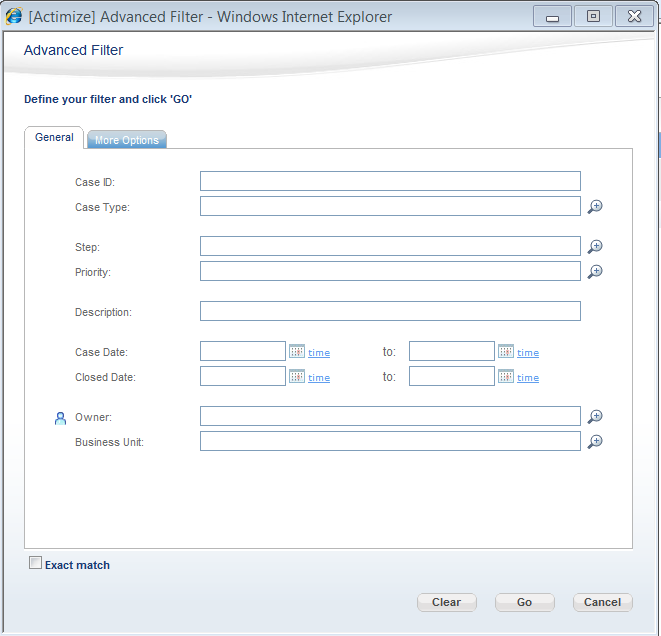 [Actimize] Advanced Filter - Windows Internet Explorer
Advanced Filter
Define your filter and click 'GO'
General More Options
Case ID:
Case Type:
Step:
Priority:
Description:
Case Date: time to: time
Closed Date: time to: time
Owner:
Business Unit:
Exact match
Clear Go Cancel